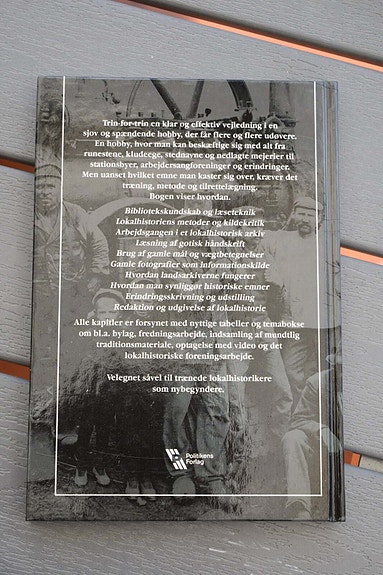 Trin-for-trin en klar og effektiv vejledning i en
sjov og spændende hobby, der får flere og flere udøvere.
En hobby, hvor man kan beskæftige sig med alt fra
runestene, kludeege, stednavne og nedlagte mejerier til
stationsbyer, arbejdersangforeninger og erindringer.
Men uanset hvilket emne man kaster sig over, kræver det
træning, metode og tilrettelægning.
Bogen viser hvordan.
Bibliotekskundskab og læseteknik
Lokalhistoriens metoder og kildekritik
Arbejdsgangen i et lokalhistorisk arkiv
Læsning af gotisk håndskrift
Brug af gamle mål og vægtbetegnelser
Gamle fotografier som informationskilde
Hvordan landsarkiverne fungerer
Hvordan man synliggør historiske emner
Erindringsskrivning og udstilling
Redaktion og udgivelse af lokalhistorie
Alle kapitler er forsynet med nyttige tabeller og temabokse
om bl.a. bylag, fredningsarbejde, indsamling af mundtlig
traditionsmateriale, optagelse med video og det
lokalhistoriske foreningsarbejde.
Velegnet såvel til trænede lokalhistorikere
som nybegyndere.
Politikens
Forlag